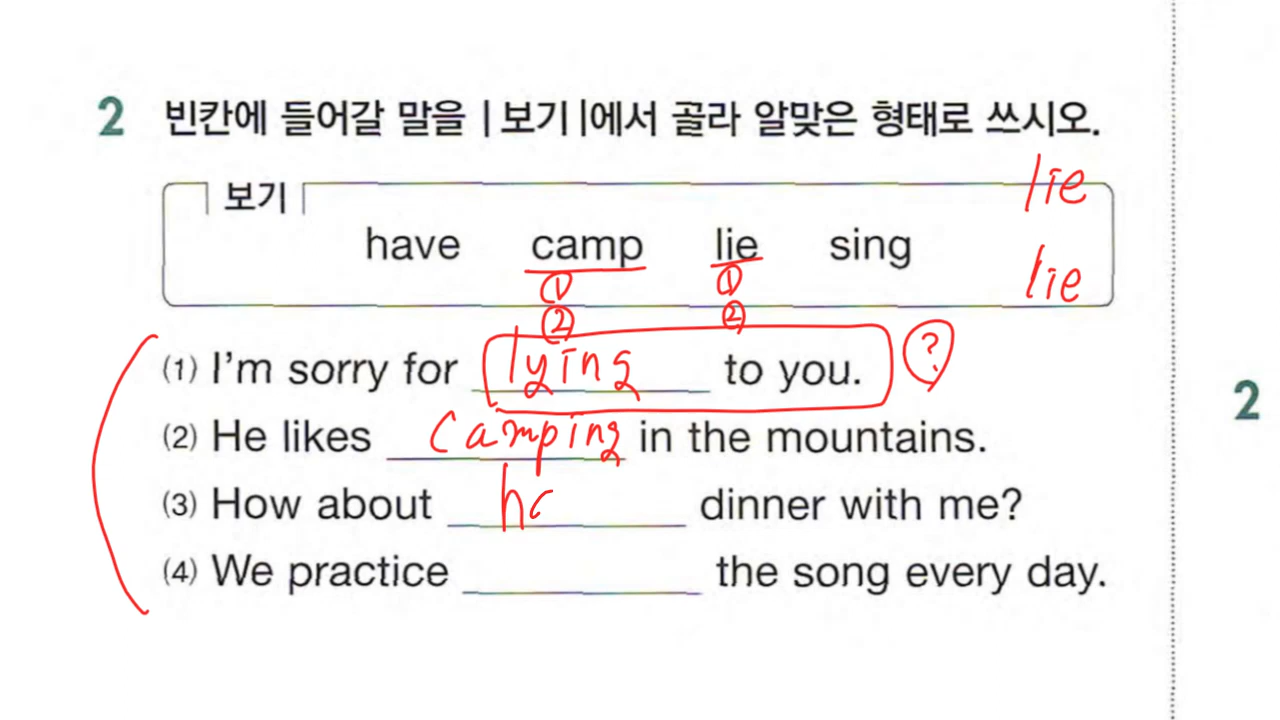 2 빈칸에 들어갈 말을 |보기|에서 골라 알맞은 형태로 쓰시오.
보기
lie
have camp lie sing
lie
① ①
② ②
(1) I'm sorry for lying to you. ?
(2) He likes camping in the mountains.
2
(3) How about ha dinner with me?
(4) We practice the song every day.